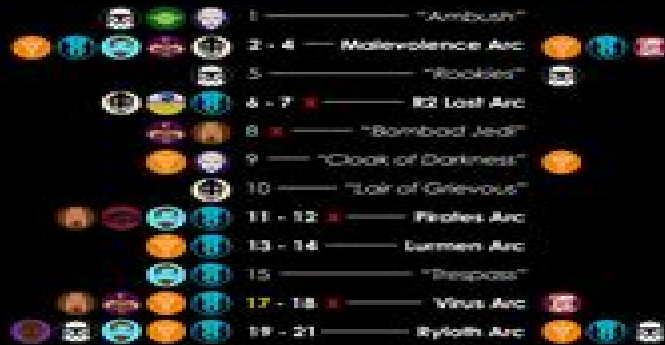 1 "Ambush"
2 - 4 Malevolence Arc
5 "Rookies"
6 - 7 x R2 Lost Arc
8 x "Bombad Jedi"
9 "Cloak of Darkness"
10 "Lair of Grievous"
11 - 12 x Pirates Arc
13 - 14 Lurmen Arc
15 "Trespass"
17 - 18 x Virus Arc
19 - 21 Ryloth Arc